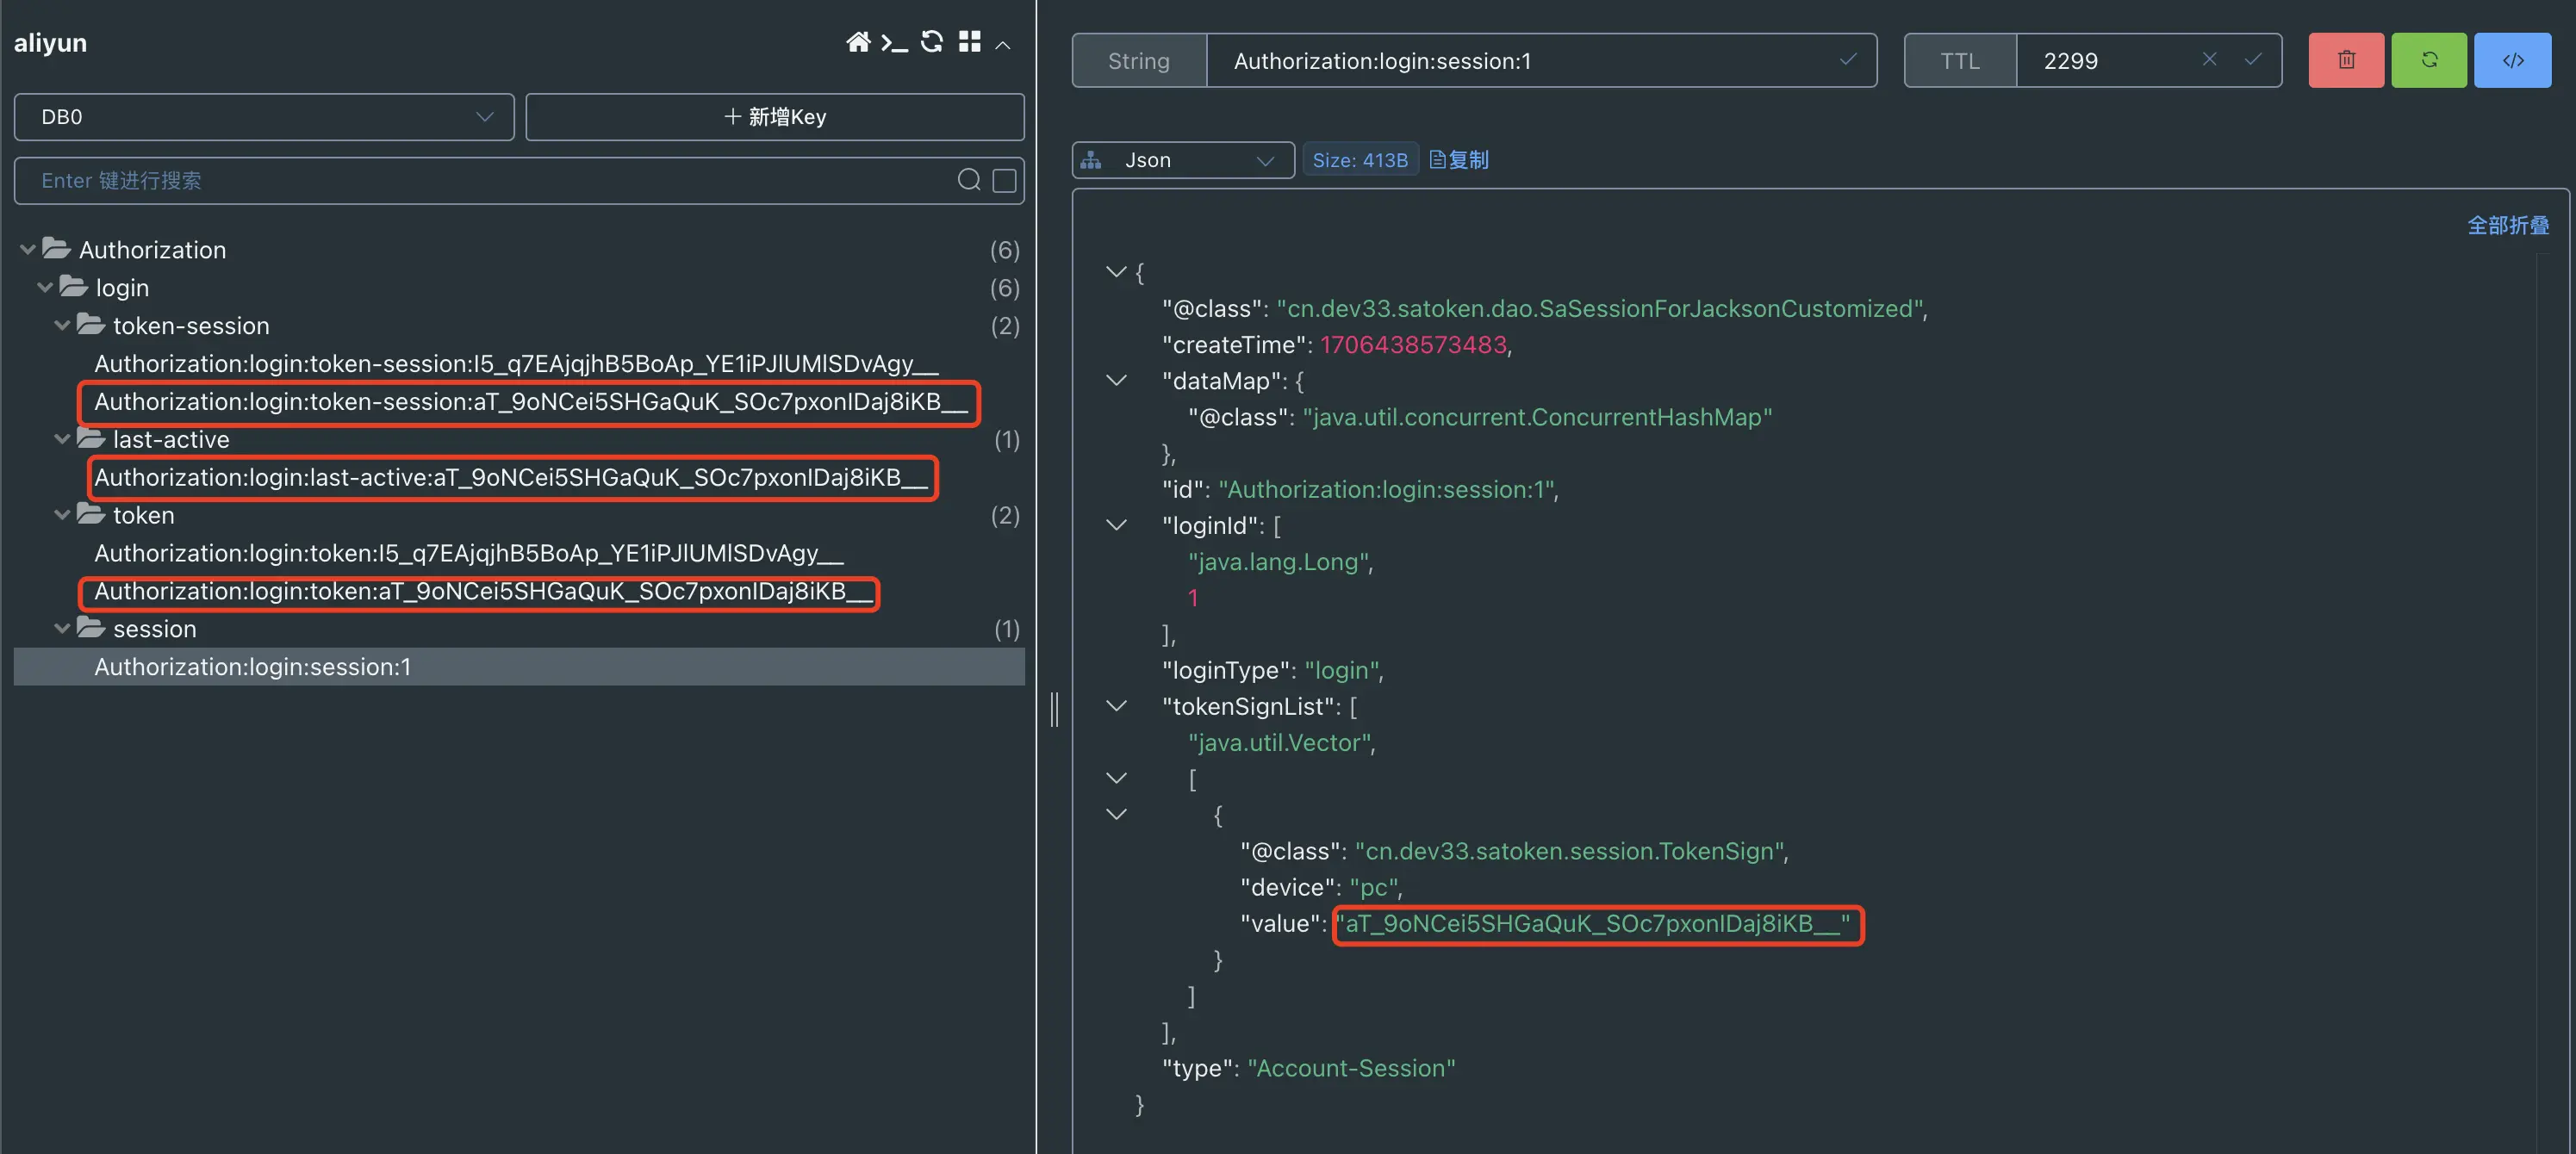 aliyun
DB0
新增Key
Enter 键进行搜索
Authorization (6)
login (6)
token-session (2)
Authorization:login:token-session:I5_q7EAjqjhB5BoAp_YE1iPJlUMlSDvAgy__
Authorization:login:token-session:aT_9oNCei5SHGaQuK_SOc7pxonIDaj8iKB__
last-active (1)
Authorization:login:last-active:aT_9oNCei5SHGaQuK_SOc7pxonIDaj8iKB__
token (2)
Authorization:login:token:I5_q7EAjqjhB5BoAp_YE1iPJlUMlSDvAgy__
Authorization:login:token:aT_9oNCei5SHGaQuK_SOc7pxonIDaj8iKB__
session (1)
Authorization:login:session:1
String Authorization:login:session:1 TTL 2299
Json Size: 413B 复制
全部折叠
{
"@class": "cn.dev33.satoken.dao.SaSessionForJacksonCustomized",
"createTime": 1706438573483,
"dataMap": {
"@class": "java.util.concurrent.ConcurrentHashMap"
},
"id": "Authorization:login:session:1",
"loginId": [
"java.lang.Long",
1
],
"loginType": "login",
"tokenSignList": [
"java.util.Vector",
[
{
"@class": "cn.dev33.satoken.session.TokenSign",
"device": "pc",
"value": "aT_9oNCei5SHGaQuK_SOc7pxonIDaj8iKB__"
}
]
],
"type": "Account-Session"
}